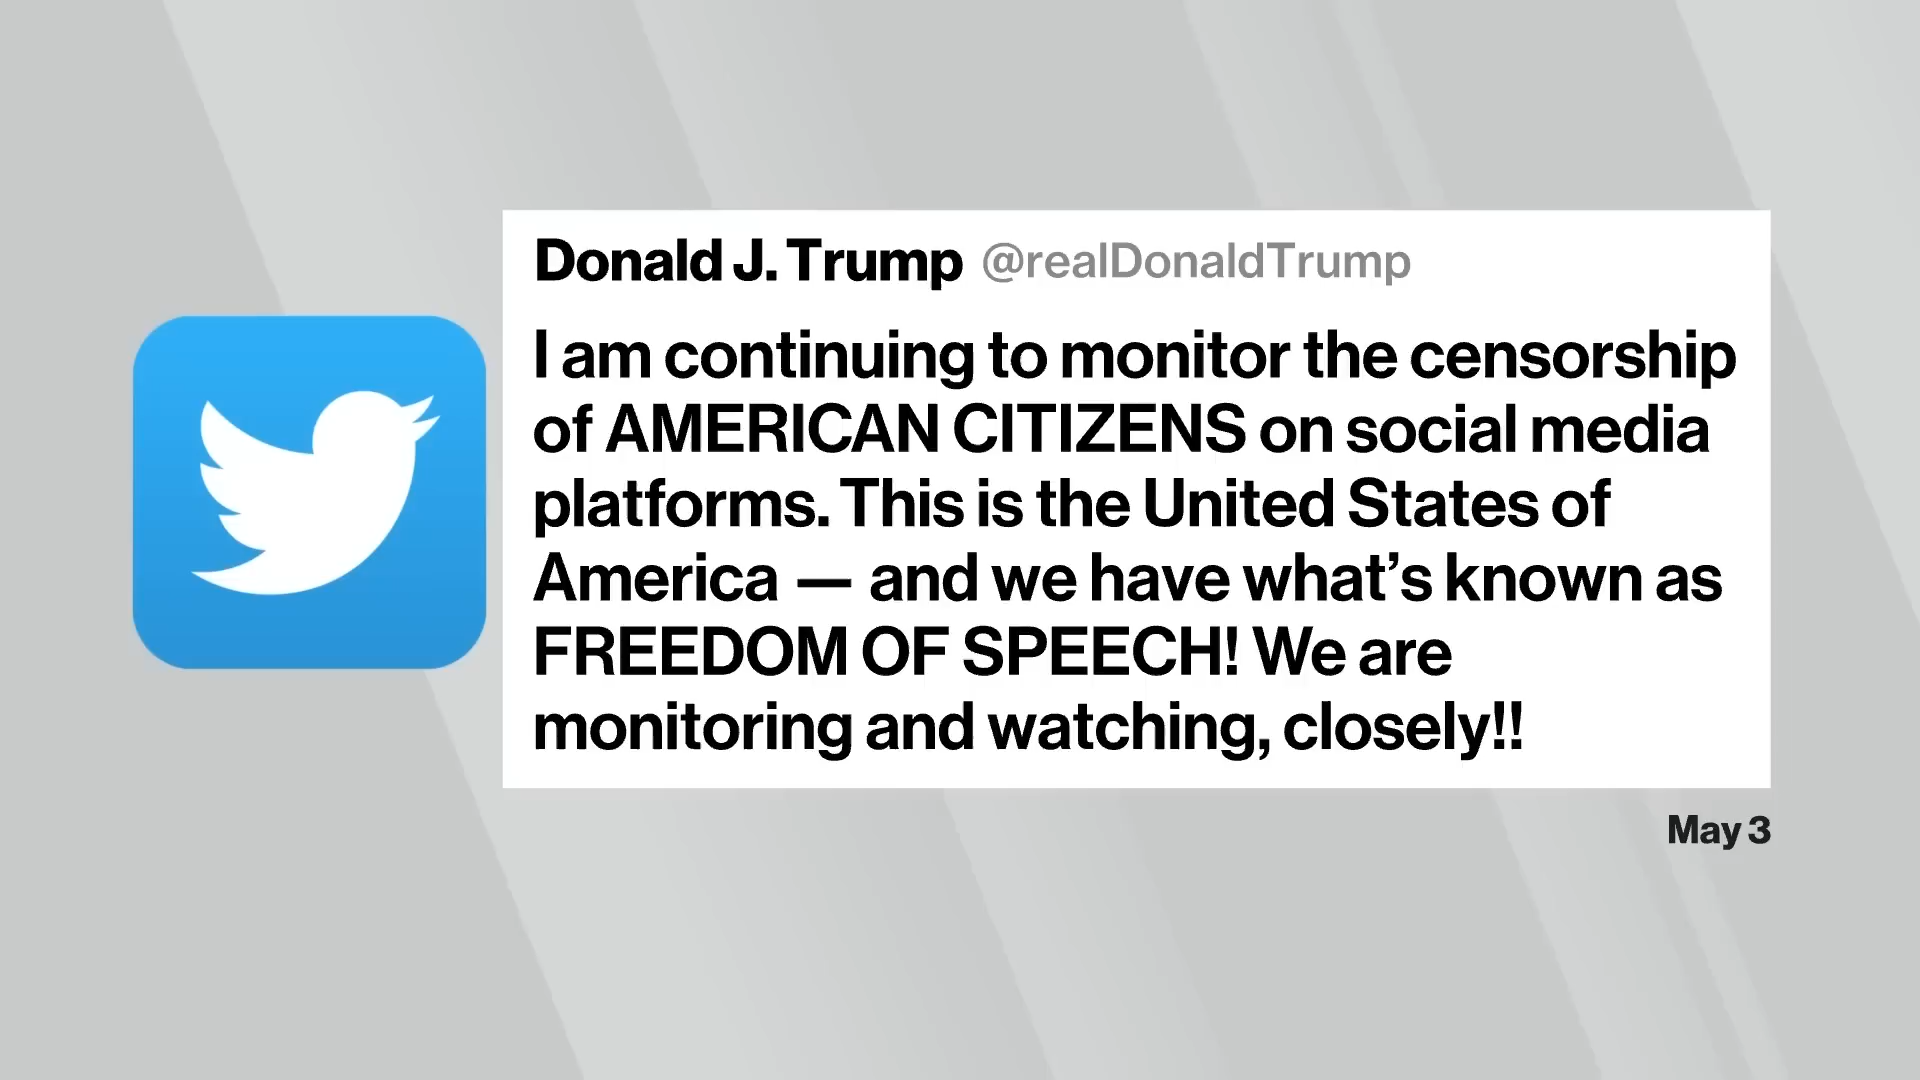 Donald J. Trump @realDonaldTrump
I am continuing to monitor the censorship
of AMERICAN CITIZENS on social media
platforms. This is the United States of
America — and we have what’s known as
FREEDOM OF SPEECH! We are
monitoring and watching, closely!!
May 3